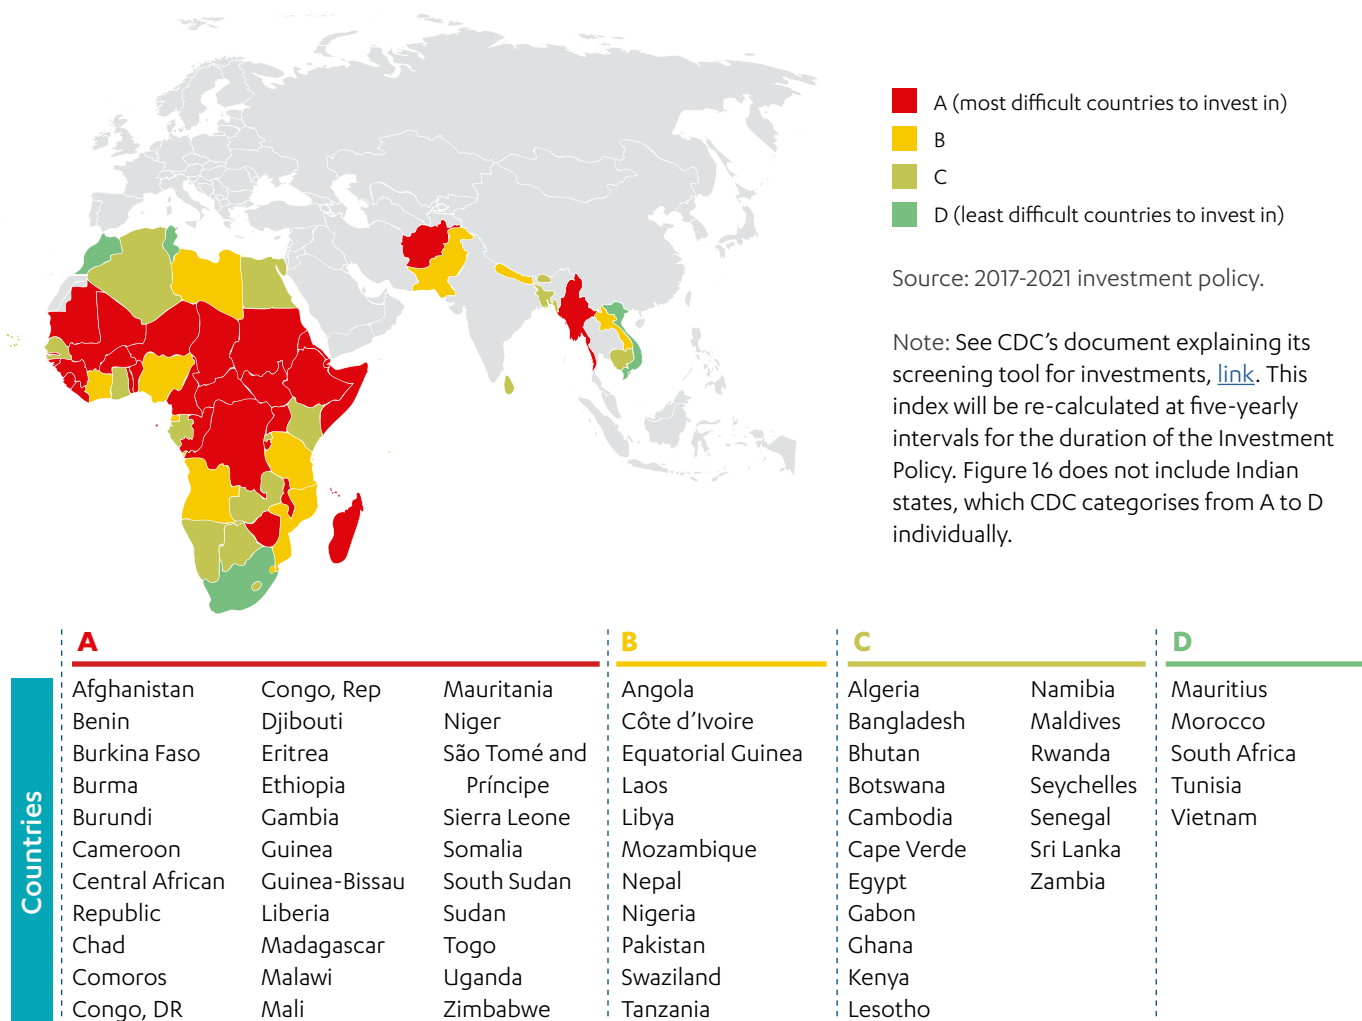 A (most difficult countries to invest in)
B
C
D (least difficult countries to invest in)
Source: 2017-2021 investment policy.
Note: See CDC’s document explaining its
screening tool for investments, link. This
index will be re-calculated at five-yearly
intervals for the duration of the Investment
Policy. Figure 16 does not include Indian
states, which CDC categorises from A to D
individually.
Countries
A
Afghanistan
Benin
Burkina Faso
Burma
Burundi
Cameroon
Central African
Republic
Chad
Comoros
Congo, DR
Congo, Rep
Djibouti
Eritrea
Ethiopia
Gambia
Guinea
Guinea-Bissau
Liberia
Madagascar
Malawi
Mali
Mauritania
Niger
São Tomé and
Príncipe
Sierra Leone
Somalia
South Sudan
Sudan
Togo
Uganda
Zimbabwe
B
Angola
Côte d’Ivoire
Equatorial Guinea
Laos
Libya
Mozambique
Nepal
Nigeria
Pakistan
Swaziland
Tanzania
C
Algeria
Bangladesh
Bhutan
Botswana
Cambodia
Cape Verde
Egypt
Gabon
Ghana
Kenya
Lesotho
Namibia
Maldives
Rwanda
Seychelles
Senegal
Sri Lanka
Zambia
D
Mauritius
Morocco
South Africa
Tunisia
Vietnam